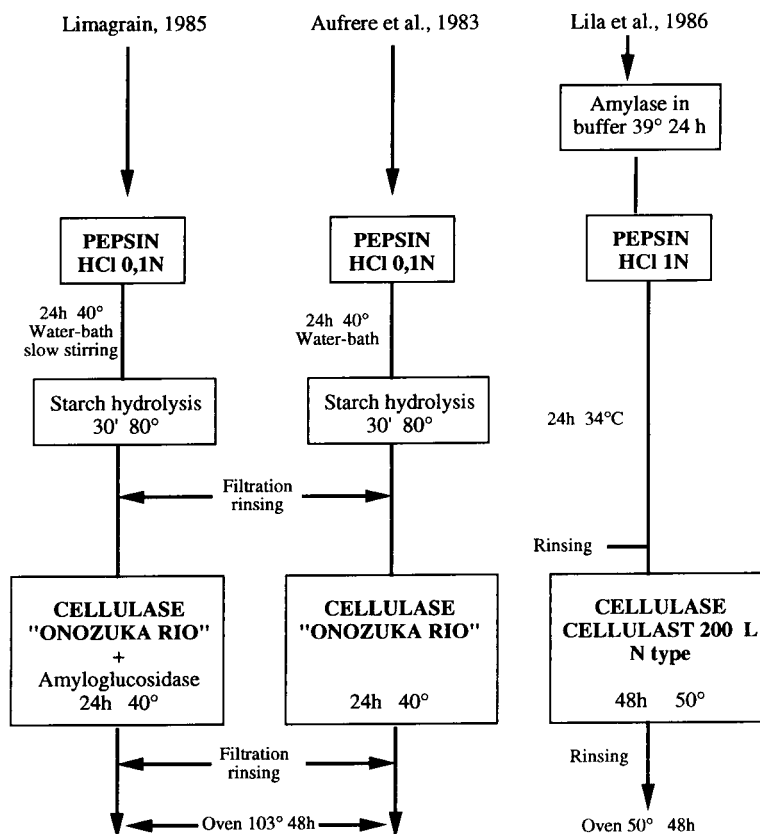 Limagrain, 1985
Aufrere et al., 1983
Lila et al., 1986
Amylase in
buffer 39° 24 h
PEPSIN
HCl 0,1N
PEPSIN
HCl 0,1N
PEPSIN
HCl 1N
24h 40°
Water-bath
slow stirring
24h 40°
Water-bath
24h 34°C
Starch hydrolysis
30' 80°
Starch hydrolysis
30' 80°
Filtration
rinsing
Rinsing
CELLULASE
"ONOZUKA RIO"
+
Amyloglucosidase
24h 40°
CELLULASE
"ONOZUKA RIO"
24h 40°
CELLULASE
CELLULAST 200 L
N type
48h 50°
Filtration
rinsing
Rinsing
Oven 103° 48h
Oven 50° 48h